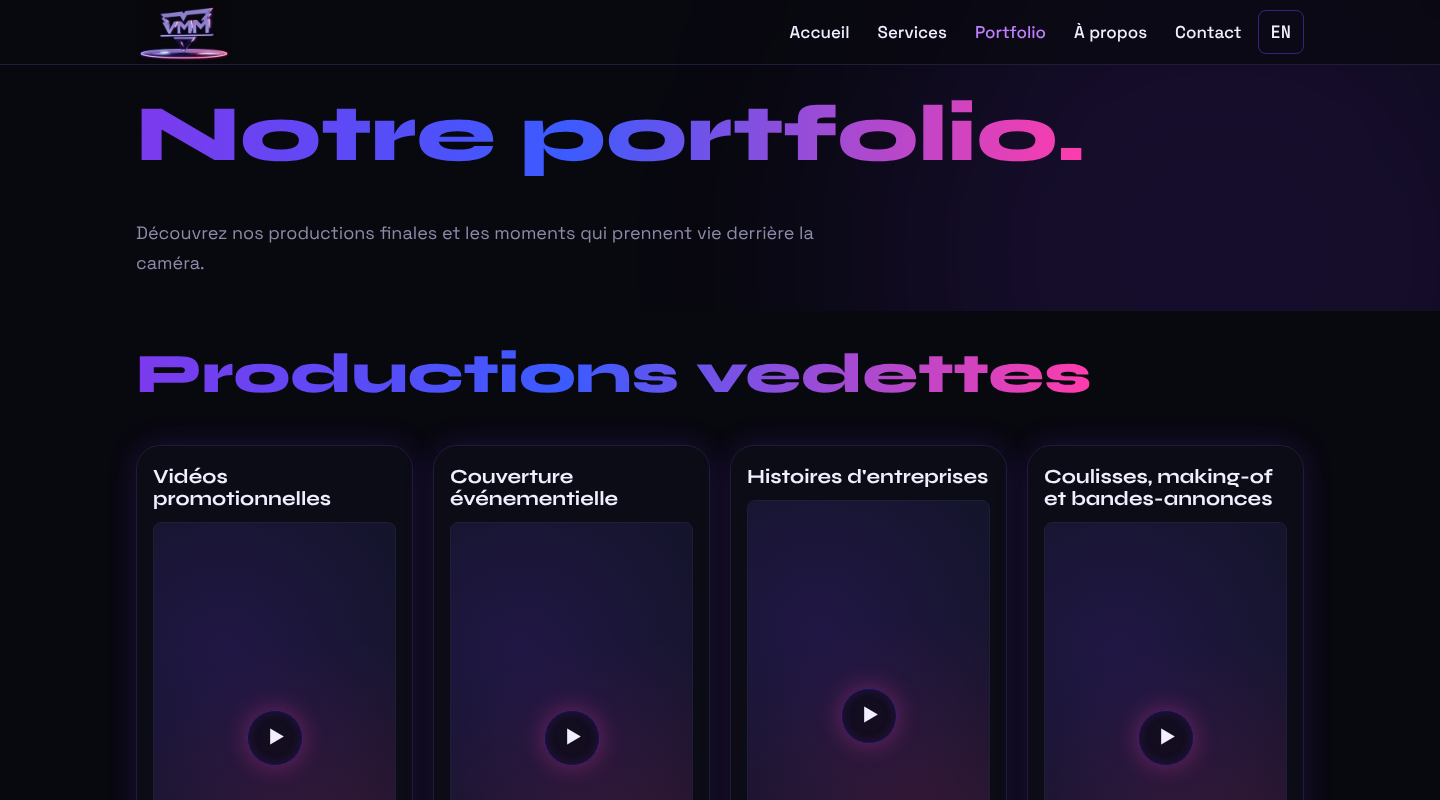 VMM
Accueil Services Portfolio À propos Contact EN
Notre portfolio.
Découvrez nos productions finales et les moments qui prennent vie derrière la
caméra.
Productions vedettes
Vidéos
promotionnelles
Couverture
événementielle
Histoires d'entreprises
Coulisses, making-of
et bandes-annonces